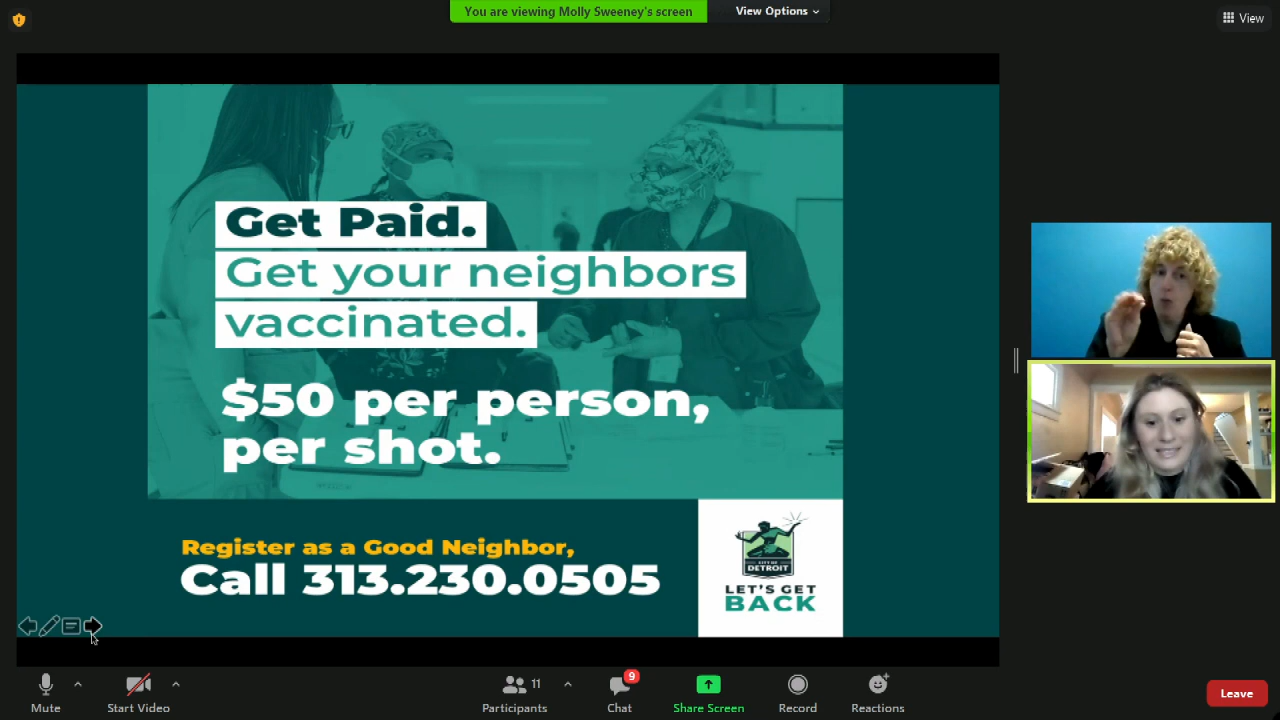 You are viewing Molly Sweeney's screen
View Options
View
Get Paid.
Get your neighbors
vaccinated.
$50 per person,
per shot.
Register as a Good Neighbor,
Call 313.230.0505
CITY OF
DETROIT
LET'S GET
BACK
Mute
Start Video
11
Participants
9
Chat
Share Screen
Record
Reactions
Leave